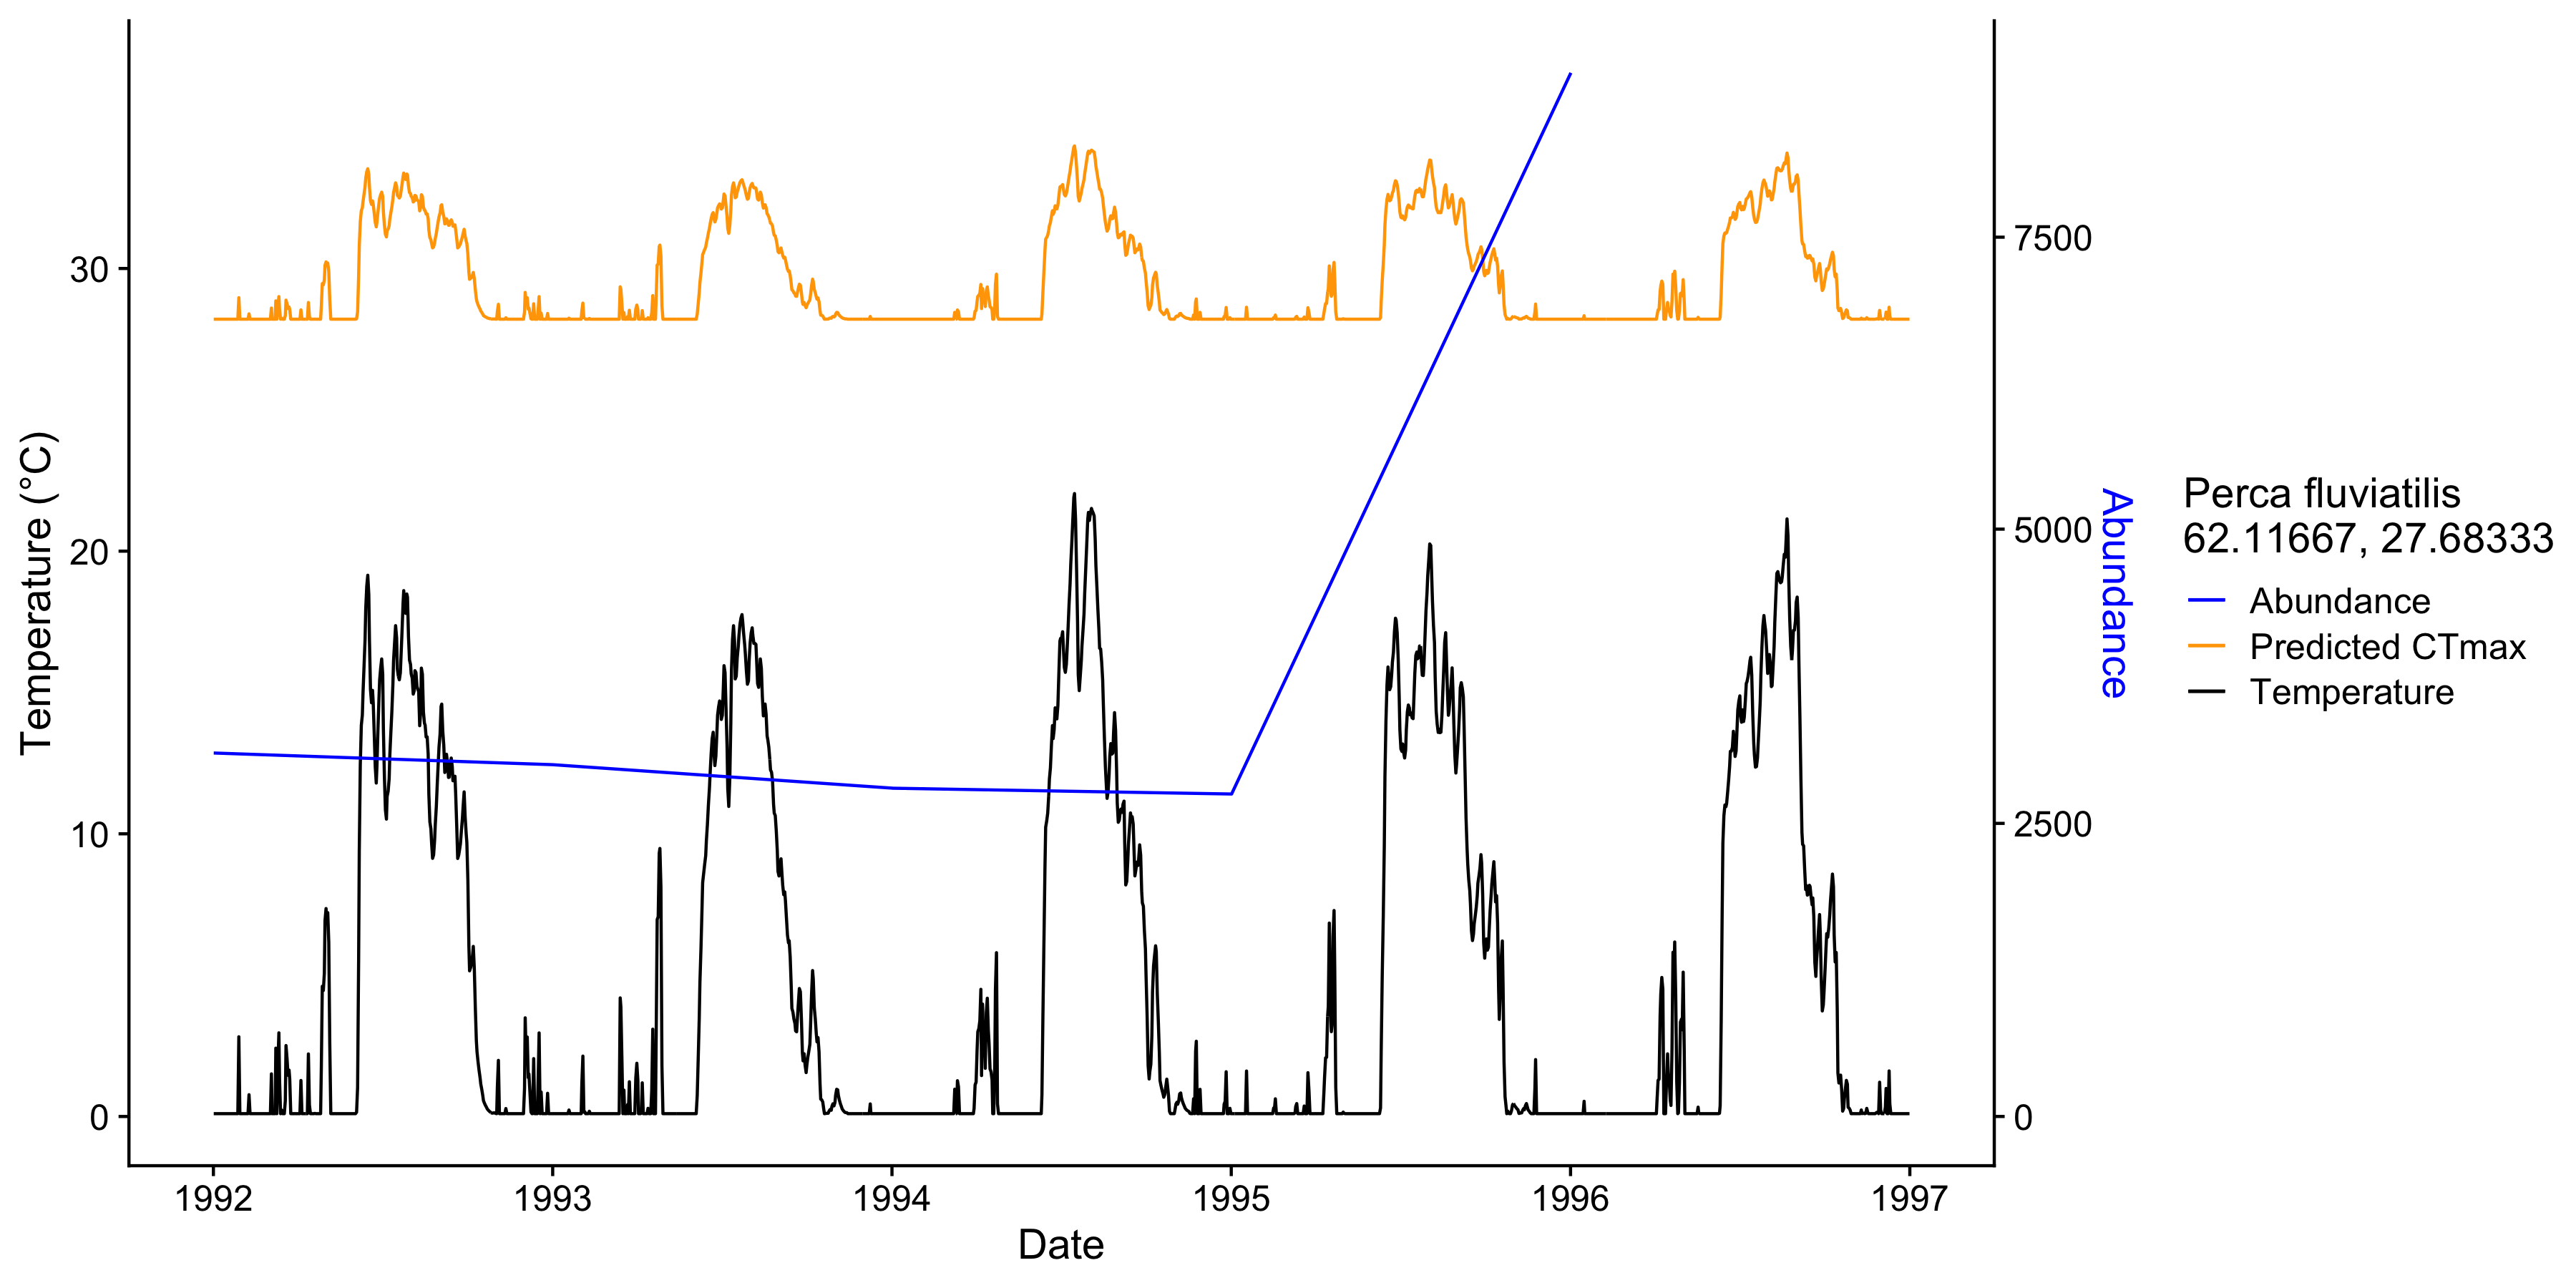 Temperature (°C)
30
20
10
0
1992
1993
1994
1995
1996
1997
Date
7500
5000
2500
0
Abundance
Perca fluviatilis
62.11667, 27.68333
Abundance
Predicted CTmax
Temperature